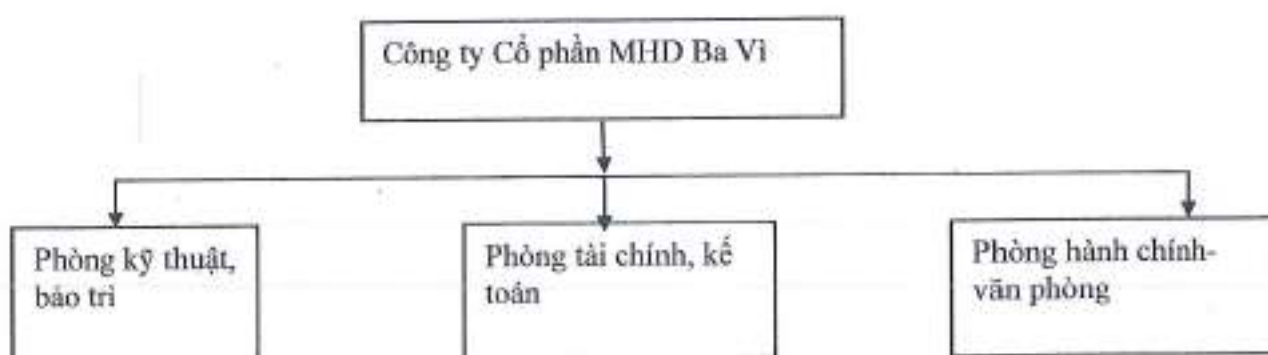 Công ty Cổ phần MHD Ba Vì
Phòng kỹ thuật,
bảo trì
Phòng tài chính, kế
toán
Phòng hành chính-
văn phòng